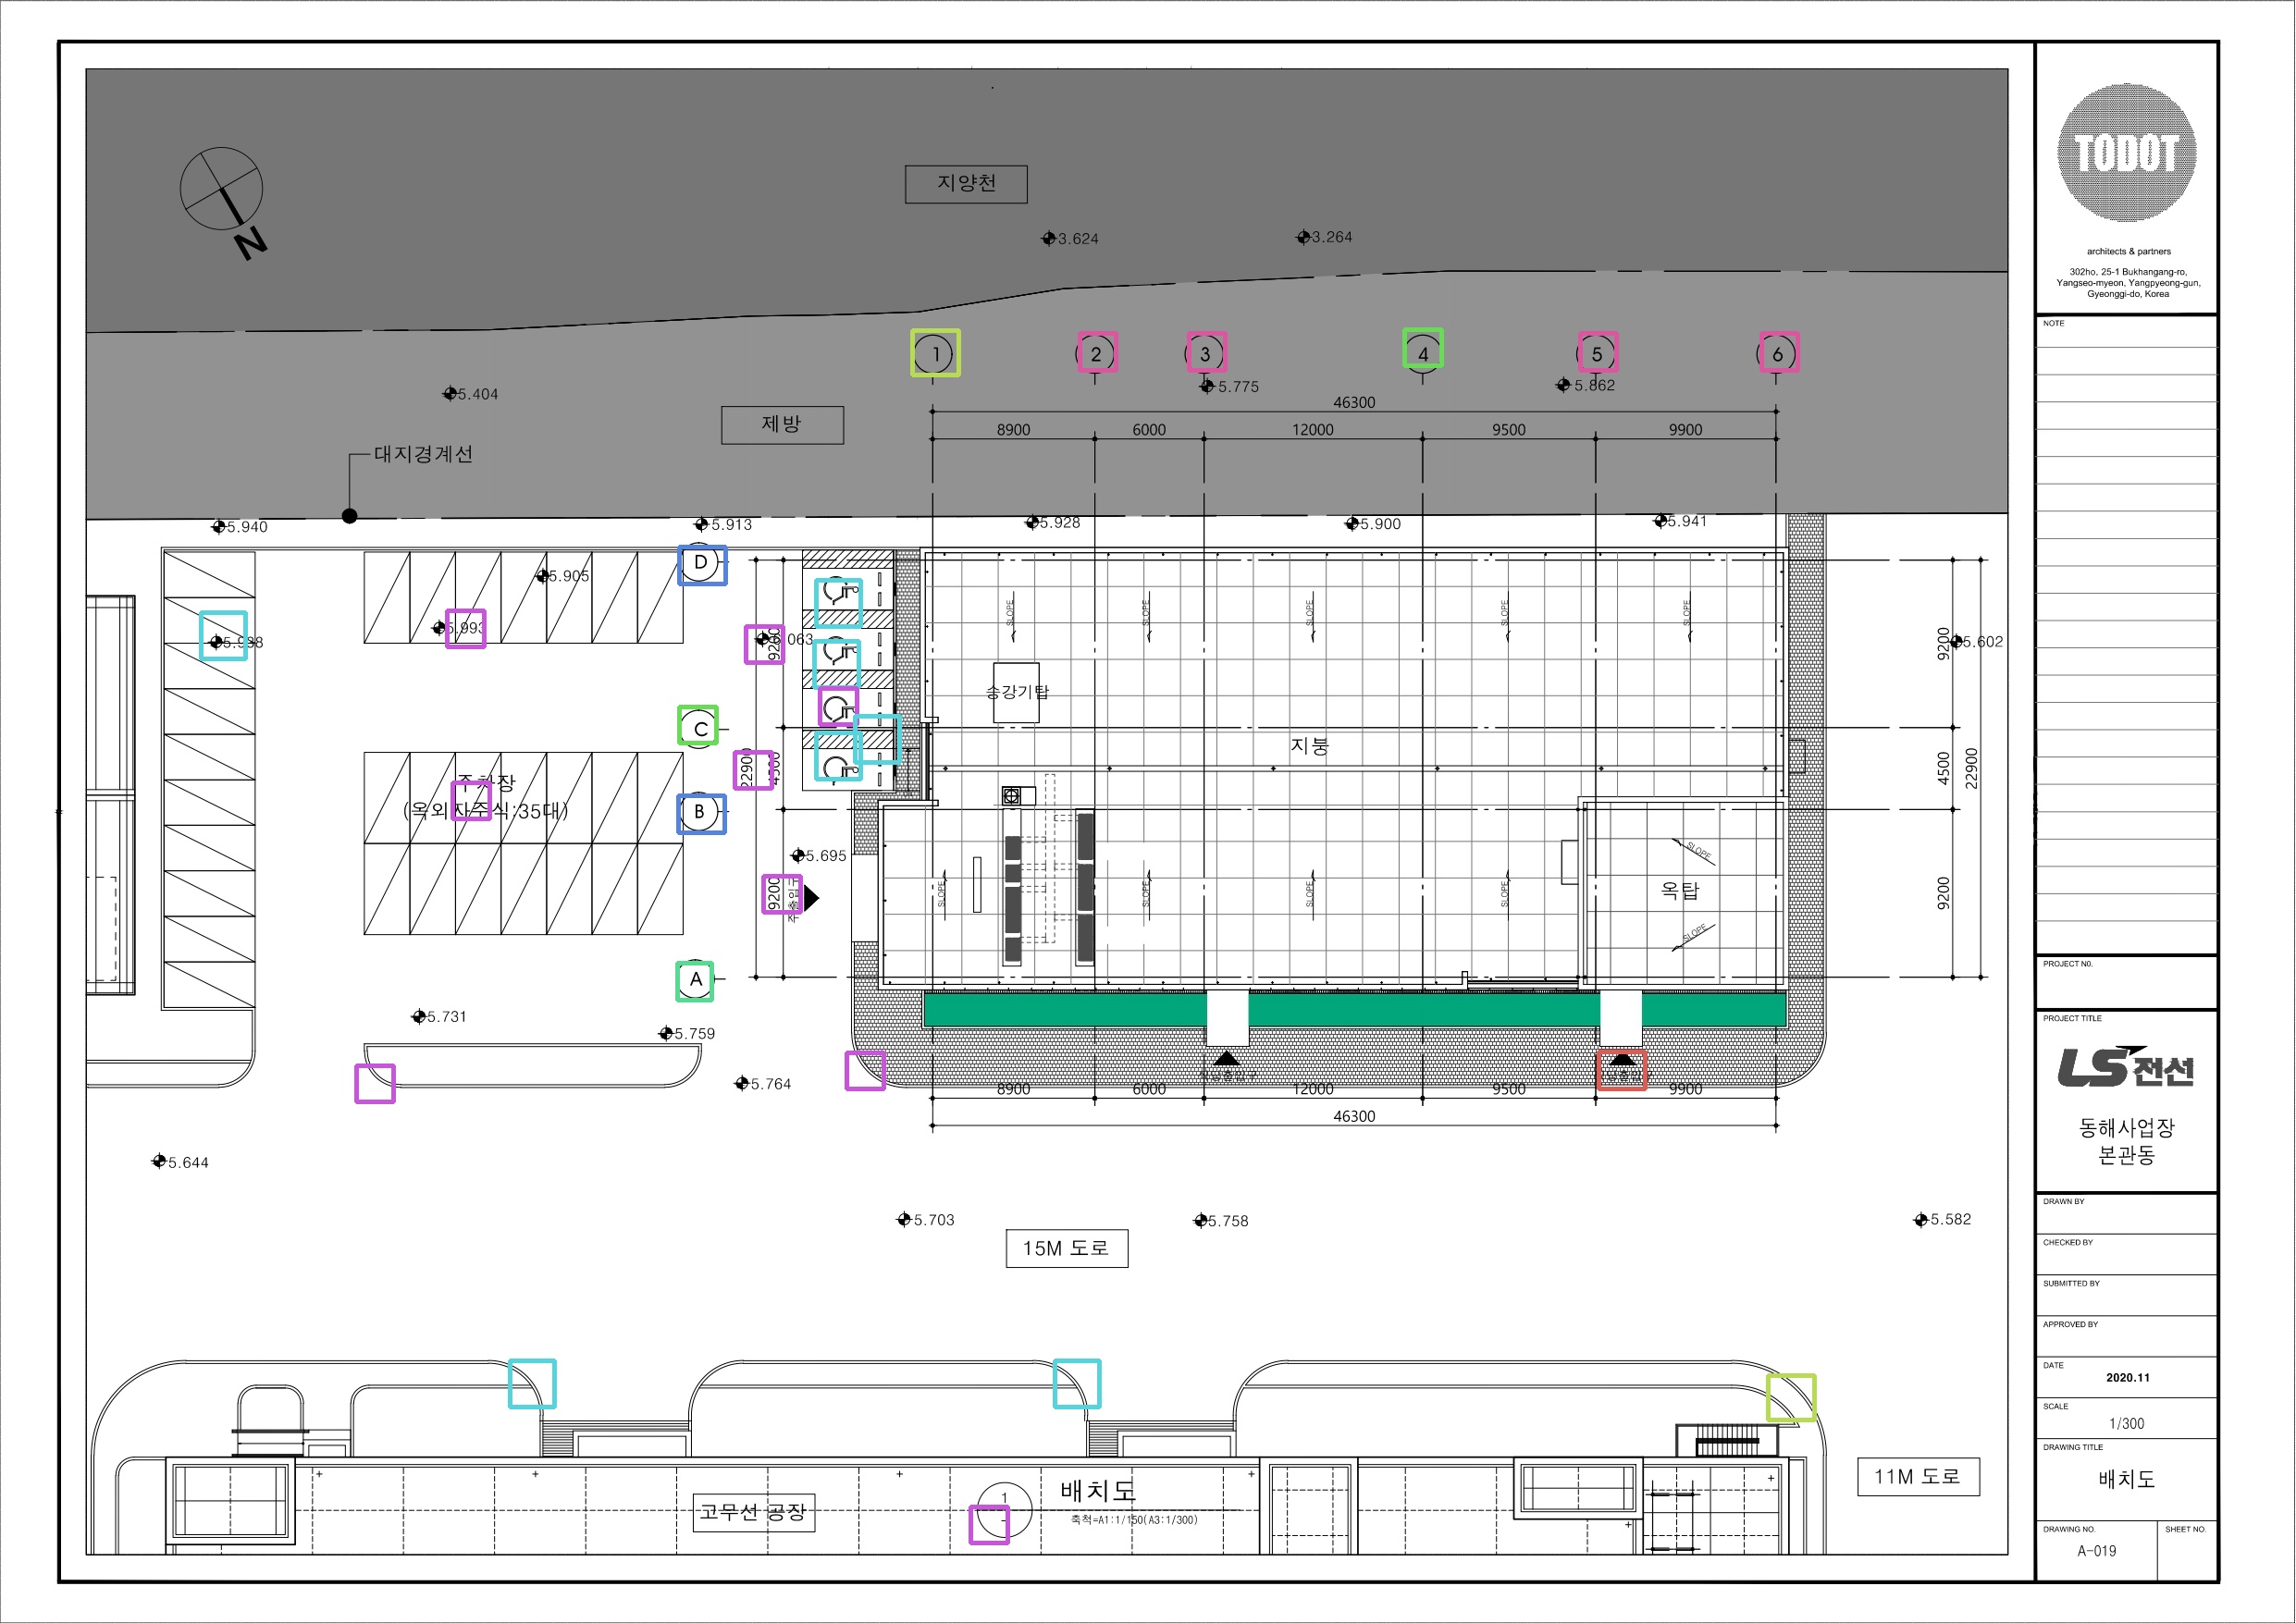 지양천
3.624
3.264
N
1
2
3
4
5
6
5.404
5.775
5.862
제방
46300
8900
6000
12000
9500
9900
대지경계선
5.940
5.913
5.928
5.900
5.941
D
5.905
5.993
9200
SLOPE
SLOPE
SLOPE
SLOPE
SLOPE
9200
5.602
C
승강기탑
지붕
22900
4500
4500
22900
주차장
(옥외자주식:35대)
B
5.695
9200
주출입구
SLOPE
SLOPE
SLOPE
SLOPE
SLOPE
옥탑
SLOPE
9200
A
5.731
5.759
5.764
8900
6000
12000
9500
9900
46300
5.644
5.703
5.758
5.582
15M 도로
11M 도로
고무선 공장
1
-
배치도
축척=A1:1/150(A3:1/300)
TODOT
architects & partners
302ho, 25-1 Bukhangang-ro,
Yangseo-myeon, Yangpyeong-gun,
Gyeonggi-do, Korea
NOTE
PROJECT NO.
PROJECT TITLE
LS전선
동해사업장
본관동
DRAWN BY
CHECKED BY
SUBMITTED BY
APPROVED BY
DATE
2020.11
SCALE
1/300
DRAWING TITLE
배치도
DRAWING NO.
SHEET NO.
A-019